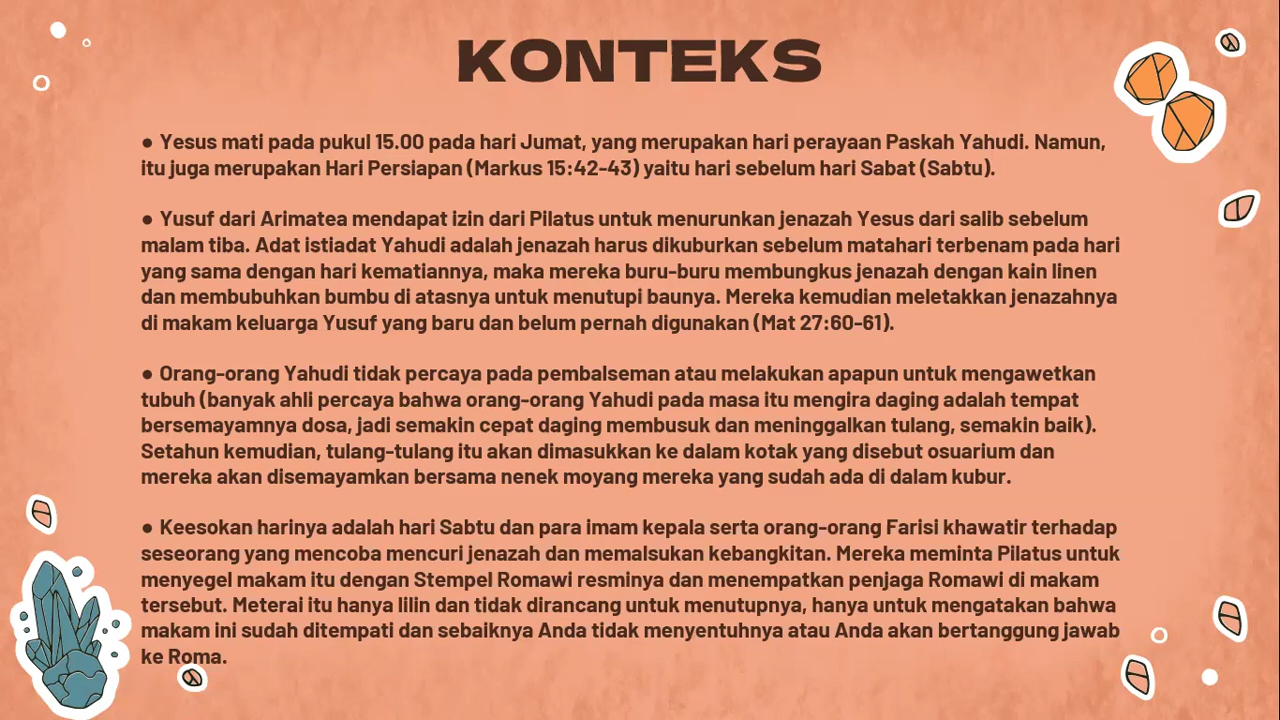 KONTEKS
● Yesus mati pada pukul 15.00 pada hari Jumat, yang merupakan hari perayaan Paskah Yahudi. Namun,
itu juga merupakan Hari Persiapan (Markus 15:42-43) yaitu hari sebelum hari Sabat (Sabtu).
● Yusuf dari Arimatea mendapat izin dari Pilatus untuk menurunkan jenazah Yesus dari salib sebelum
malam tiba. Adat istiadat Yahudi adalah jenazah harus dikuburkan sebelum matahari terbenam pada hari
yang sama dengan hari kematiannya, maka mereka buru-buru membungkus jenazah dengan kain linen
dan membubuhkan bumbu di atasnya untuk menutupi baunya. Mereka kemudian meletakkan jenazahnya
di makam keluarga Yusuf yang baru dan belum pernah digunakan (Mat 27:60-61).
● Orang-orang Yahudi tidak percaya pada pembalseman atau melakukan apapun untuk mengawetkan
tubuh (banyak ahli percaya bahwa orang-orang Yahudi pada masa itu mengira daging adalah tempat
bersemayamnya dosa, jadi semakin cepat daging membusuk dan meninggalkan tulang, semakin baik).
Setahun kemudian, tulang-tulang itu akan dimasukkan ke dalam kotak yang disebut osuarium dan
mereka akan disemayamkan bersama nenek moyang mereka yang sudah ada di dalam kubur.
● Keesokan harinya adalah hari Sabtu dan para imam kepala serta orang-orang Farisi khawatir terhadap
seseorang yang mencoba mencuri jenazah dan memalsukan kebangkitan. Mereka meminta Pilatus untuk
menyegel makam itu dengan Stempel Romawi resminya dan menempatkan penjaga Romawi di makam
tersebut. Meterai itu hanya lilin dan tidak dirancang untuk menutupnya, hanya untuk mengatakan bahwa
makam ini sudah ditempati dan sebaiknya Anda tidak menyentuhnya atau Anda akan bertanggung jawab
ke Roma.